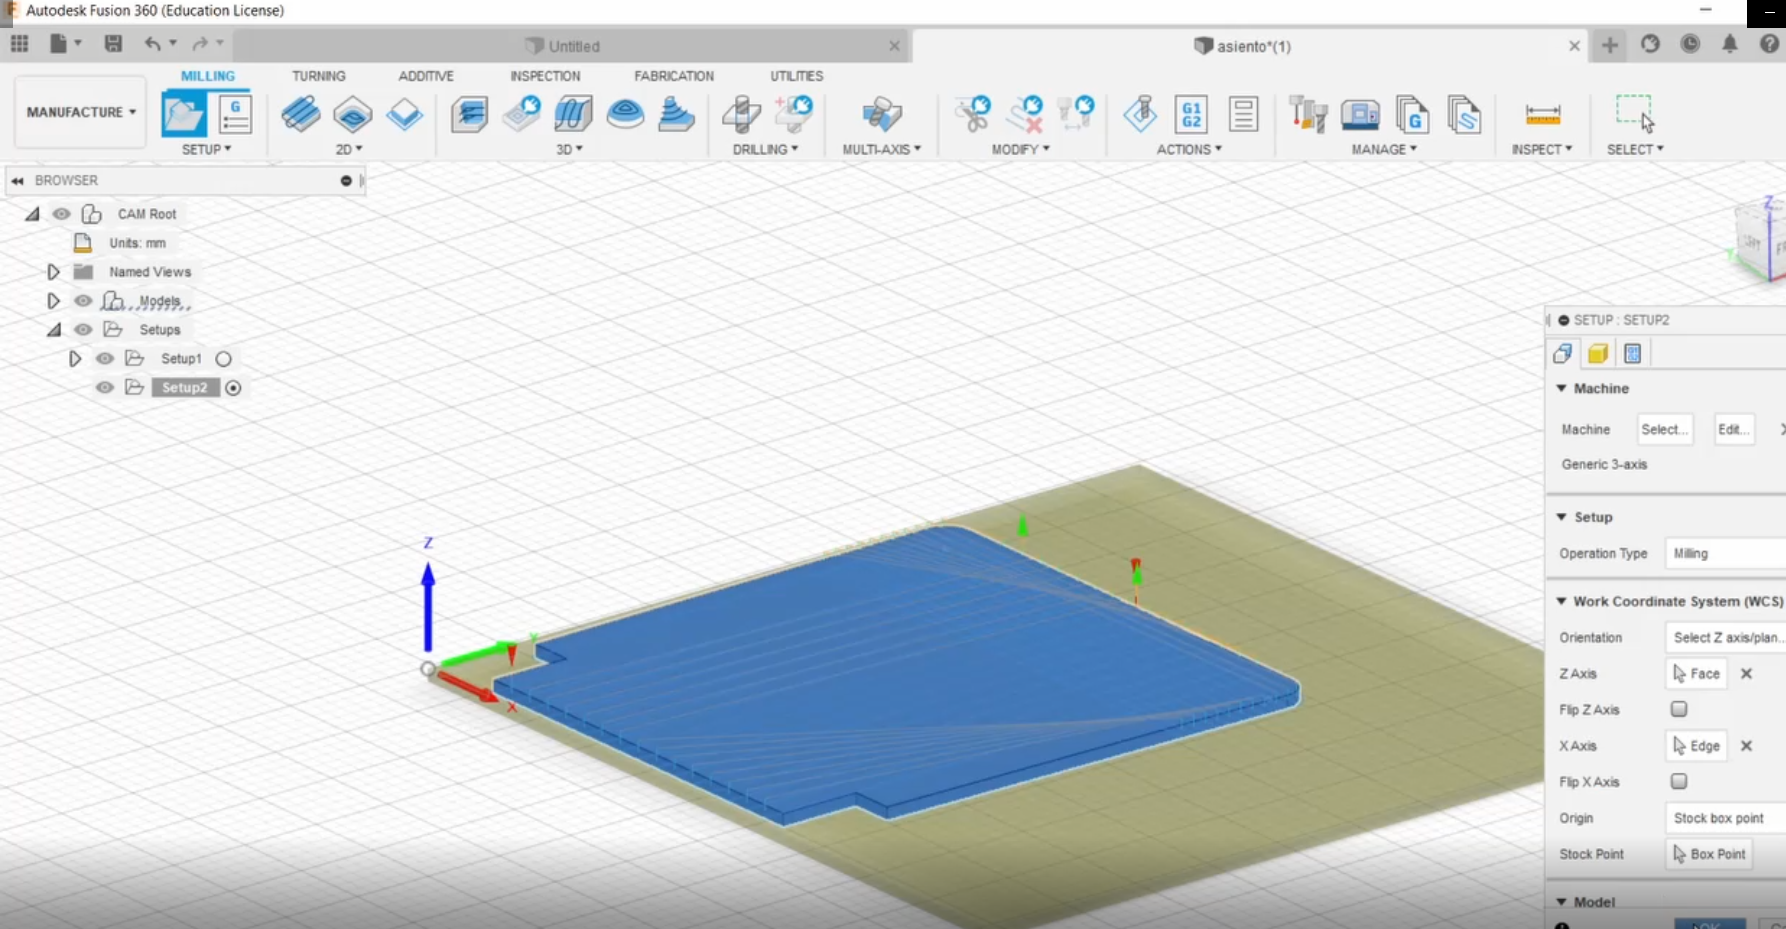 Autodesk Fusion 360 (Education License)
Untitled
asiento*(1)
MILLING TURNING ADDITIVE INSPECTION FABRICATION UTILITIES
MANUFACTURE
G
G1
G2
G
SETUP 2D 3D DRILLING MULTI-AXIS MODIFY ACTIONS MANAGE INSPECT SELECT
BROWSER
CAM Root
Units: mm
Named Views
Models
Setups
Setup1
Setup2
Z
Z
Y
X
SETUP : SETUP2
Machine
Machine Select... Edit...
Generic 3-axis
Setup
Operation Type Milling
Work Coordinate System (WCS)
Orientation Select Z axis/plan...
Z Axis Face
Flip Z Axis
X Axis Edge
Flip X Axis
Origin Stock box point
Stock Point Box Point
Model